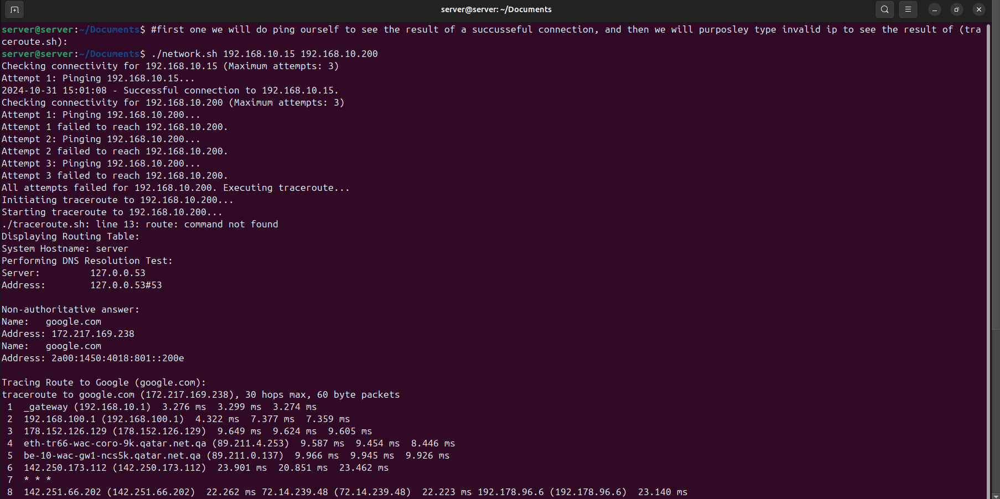 server@server: ~/Documents
server@server:~/Documents$ #first one we will do ping ourself to see the result of a succusseful connection, and then we will purposley type invalid ip to see the result of (tra
ceroute.sh):
server@server:~/Documents$ ./network.sh 192.168.10.15 192.168.10.200
Checking connectivity for 192.168.10.15 (Maximum attempts: 3)
Attempt 1: Pinging 192.168.10.15...
2024-10-31 15:01:08 - Successful connection to 192.168.10.15.
Checking connectivity for 192.168.10.200 (Maximum attempts: 3)
Attempt 1: Pinging 192.168.10.200...
Attempt 1 failed to reach 192.168.10.200.
Attempt 2: Pinging 192.168.10.200...
Attempt 2 failed to reach 192.168.10.200.
Attempt 3: Pinging 192.168.10.200...
Attempt 3 failed to reach 192.168.10.200.
All attempts failed for 192.168.10.200. Executing traceroute...
Initiating traceroute to 192.168.10.200...
Starting traceroute to 192.168.10.200...
./traceroute.sh: line 13: route: command not found
Displaying Routing Table:
System Hostname: server
Performing DNS Resolution Test:
Server:         127.0.0.53
Address:        127.0.0.53#53

Non-authoritative answer:
Name:   google.com
Address: 172.217.169.238
Name:   google.com
Address: 2a00:1450:4018:801::200e

Tracing Route to Google (google.com):
traceroute to google.com (172.217.169.238), 30 hops max, 60 byte packets
 1  _gateway (192.168.10.1)  3.276 ms  3.299 ms  3.274 ms
 2  192.168.100.1 (192.168.100.1)  4.322 ms  7.377 ms  7.359 ms
 3  178.152.126.129 (178.152.126.129)  9.649 ms  9.624 ms  9.605 ms
 4  eth-tr66-wac-coro-9k.qatar.net.qa (89.211.4.253)  9.587 ms  9.454 ms  8.446 ms
 5  be-10-wac-gw1-ncs5k.qatar.net.qa (89.211.0.137)  9.966 ms  9.945 ms  9.926 ms
 6  142.250.173.112 (142.250.173.112)  23.901 ms  20.851 ms  23.462 ms
 7  * * *
 8  142.251.66.202 (142.251.66.202)  22.262 ms 72.14.239.48 (72.14.239.48)  22.223 ms 192.178.96.6 (192.178.96.6)  23.140 ms